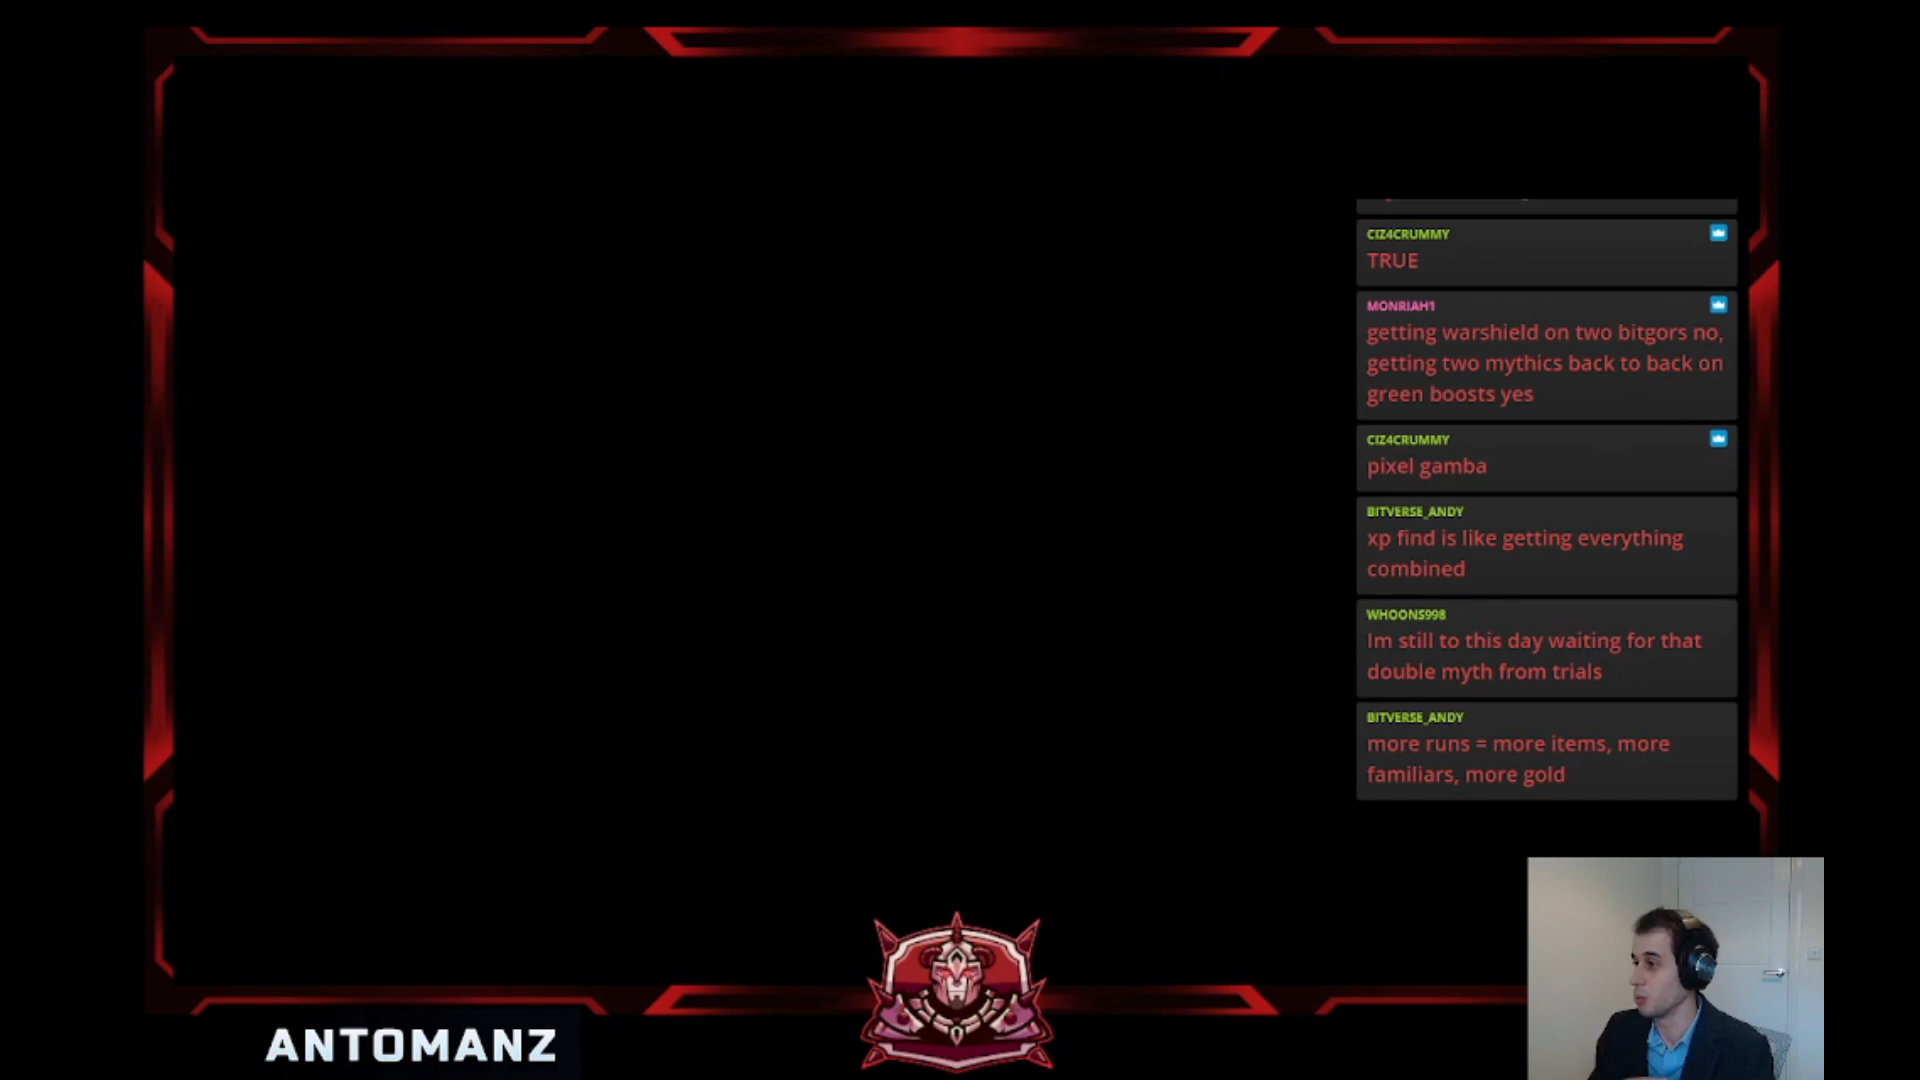 CIZ4CRUMMY
TRUE
MONRIAH1
getting warshield on two bitgors no,
getting two mythics back to back on
green boosts yes
CIZ4CRUMMY
pixel gamba
BITVERSE_ANDY
xp find is like getting everything
combined
WHOONS998
Im still to this day waiting for that
double myth from trials
BITVERSE_ANDY
more runs = more items, more
familiars, more gold
ANTOMANZ